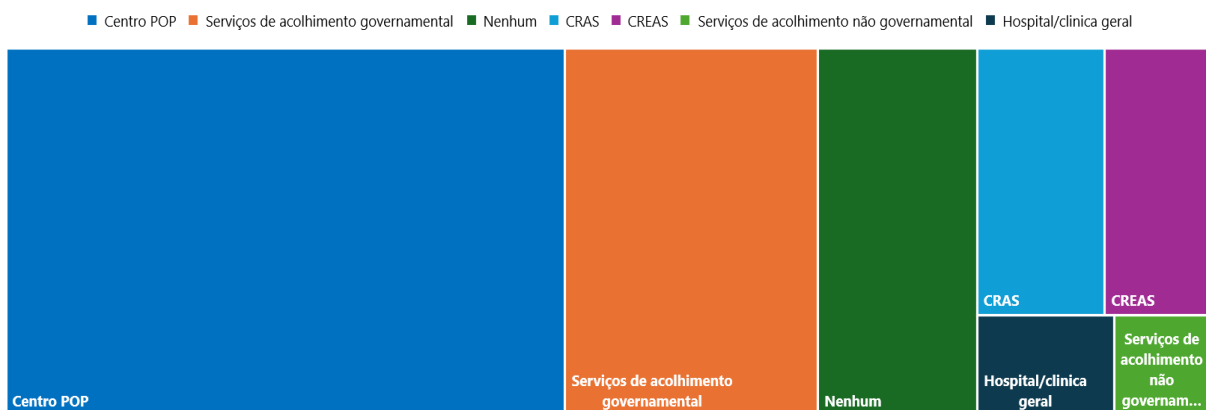 Centro POP Serviços de acolhimento governamental Nenhum CRAS CREAS Serviços de acolhimento não governamental Hospital/clinica geral
Centro POP
Serviços de acolhimento
governamental
Nenhum
CRAS
CREAS
Hospital/clinica
geral
Serviços de
acolhimento
não
governam...